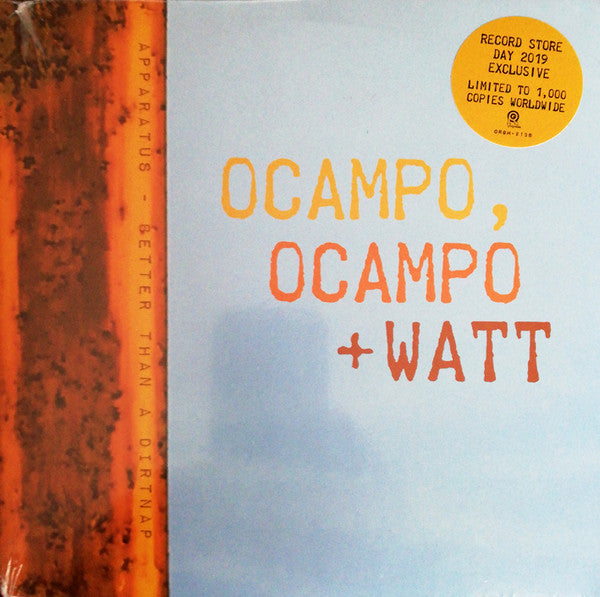 APPARATUS - BETTER THAN A DIRTNAP
RECORD STORE
DAY 2019
EXCLUSIVE
LIMITED TO 1,000
COPIES WORLDWIDE
OCAMPO,
OCAMPO
+WATT